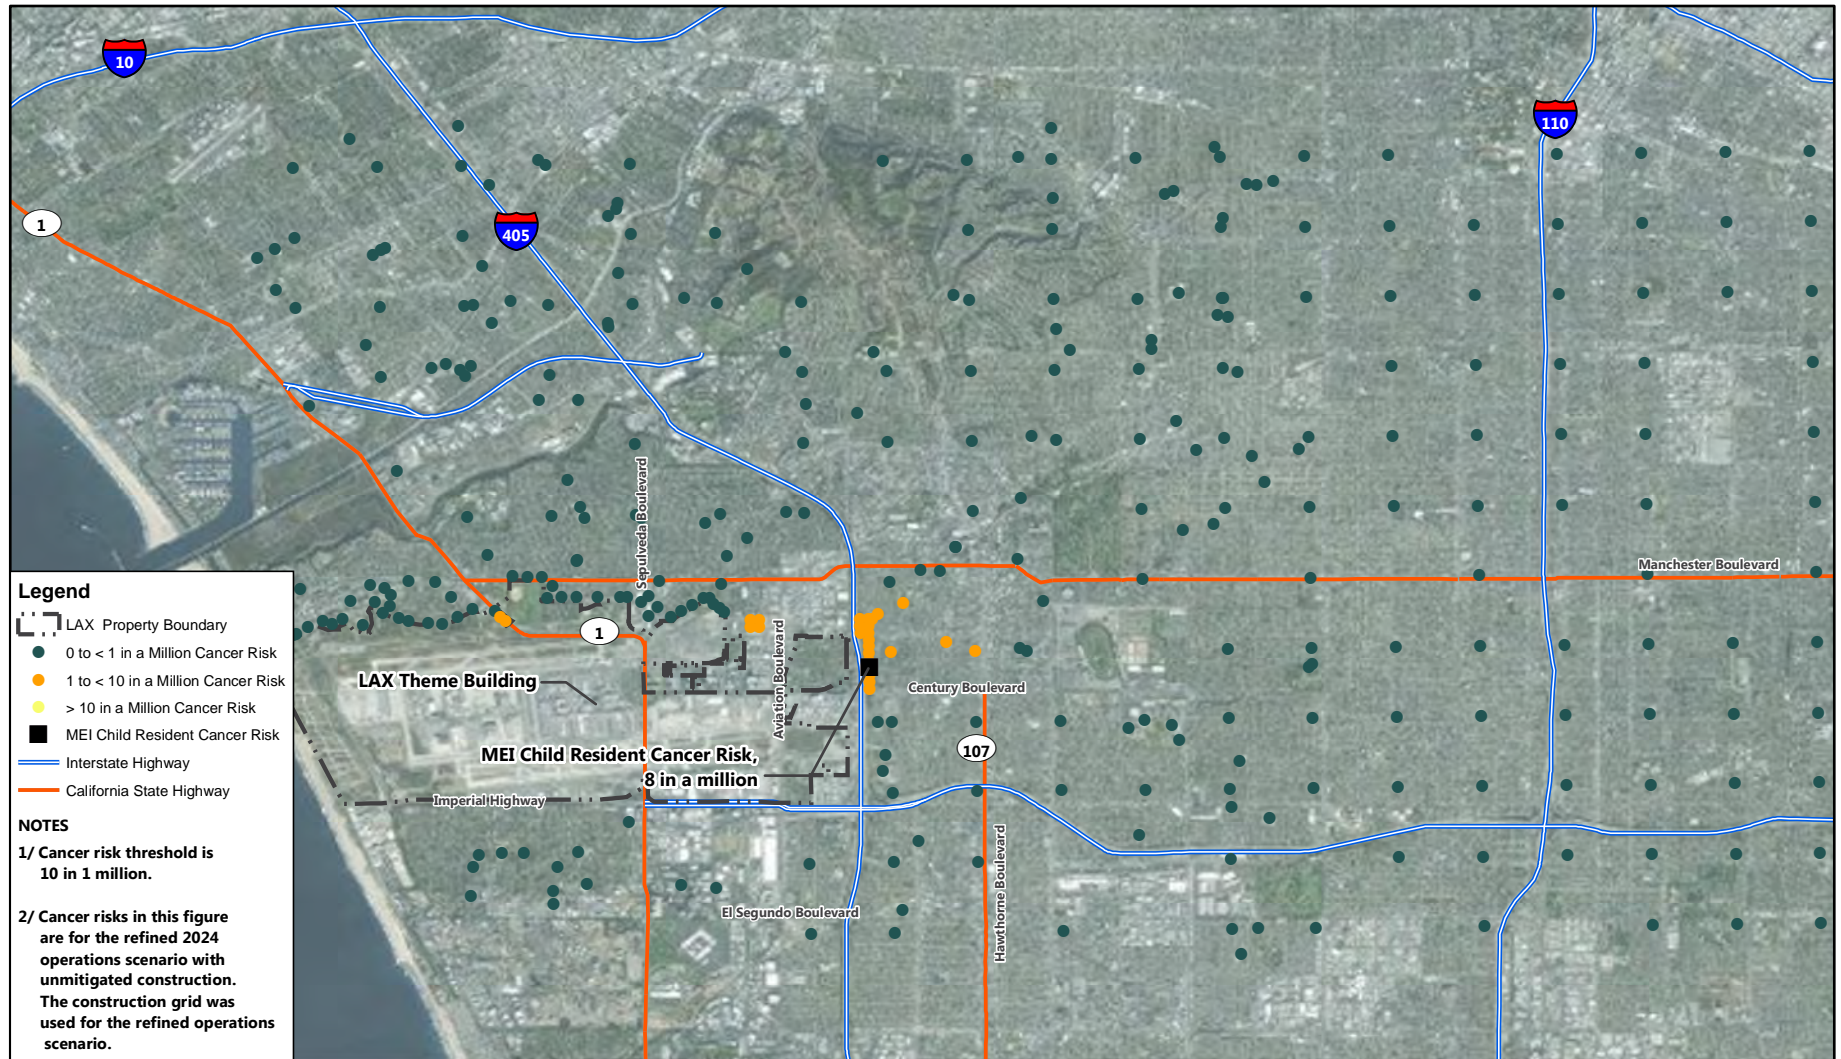 10
110
1
405
Sepulveda Boulevard
Manchester Boulevard
1
LAX Theme Building
Aviation Boulevard
Century Boulevard
MEI Child Resident Cancer Risk,
8 in a million
107
Imperial Highway
Hawthorne Boulevard
El Segundo Boulevard
Legend
LAX Property Boundary
0 to < 1 in a Million Cancer Risk
1 to < 10 in a Million Cancer Risk
> 10 in a Million Cancer Risk
MEI Child Resident Cancer Risk
Interstate Highway
California State Highway
NOTES
1/ Cancer risk threshold is
10 in 1 million.
2/ Cancer risks in this figure
are for the refined 2024
operations scenario with
unmitigated construction.
The construction grid was
used for the refined operations
scenario.